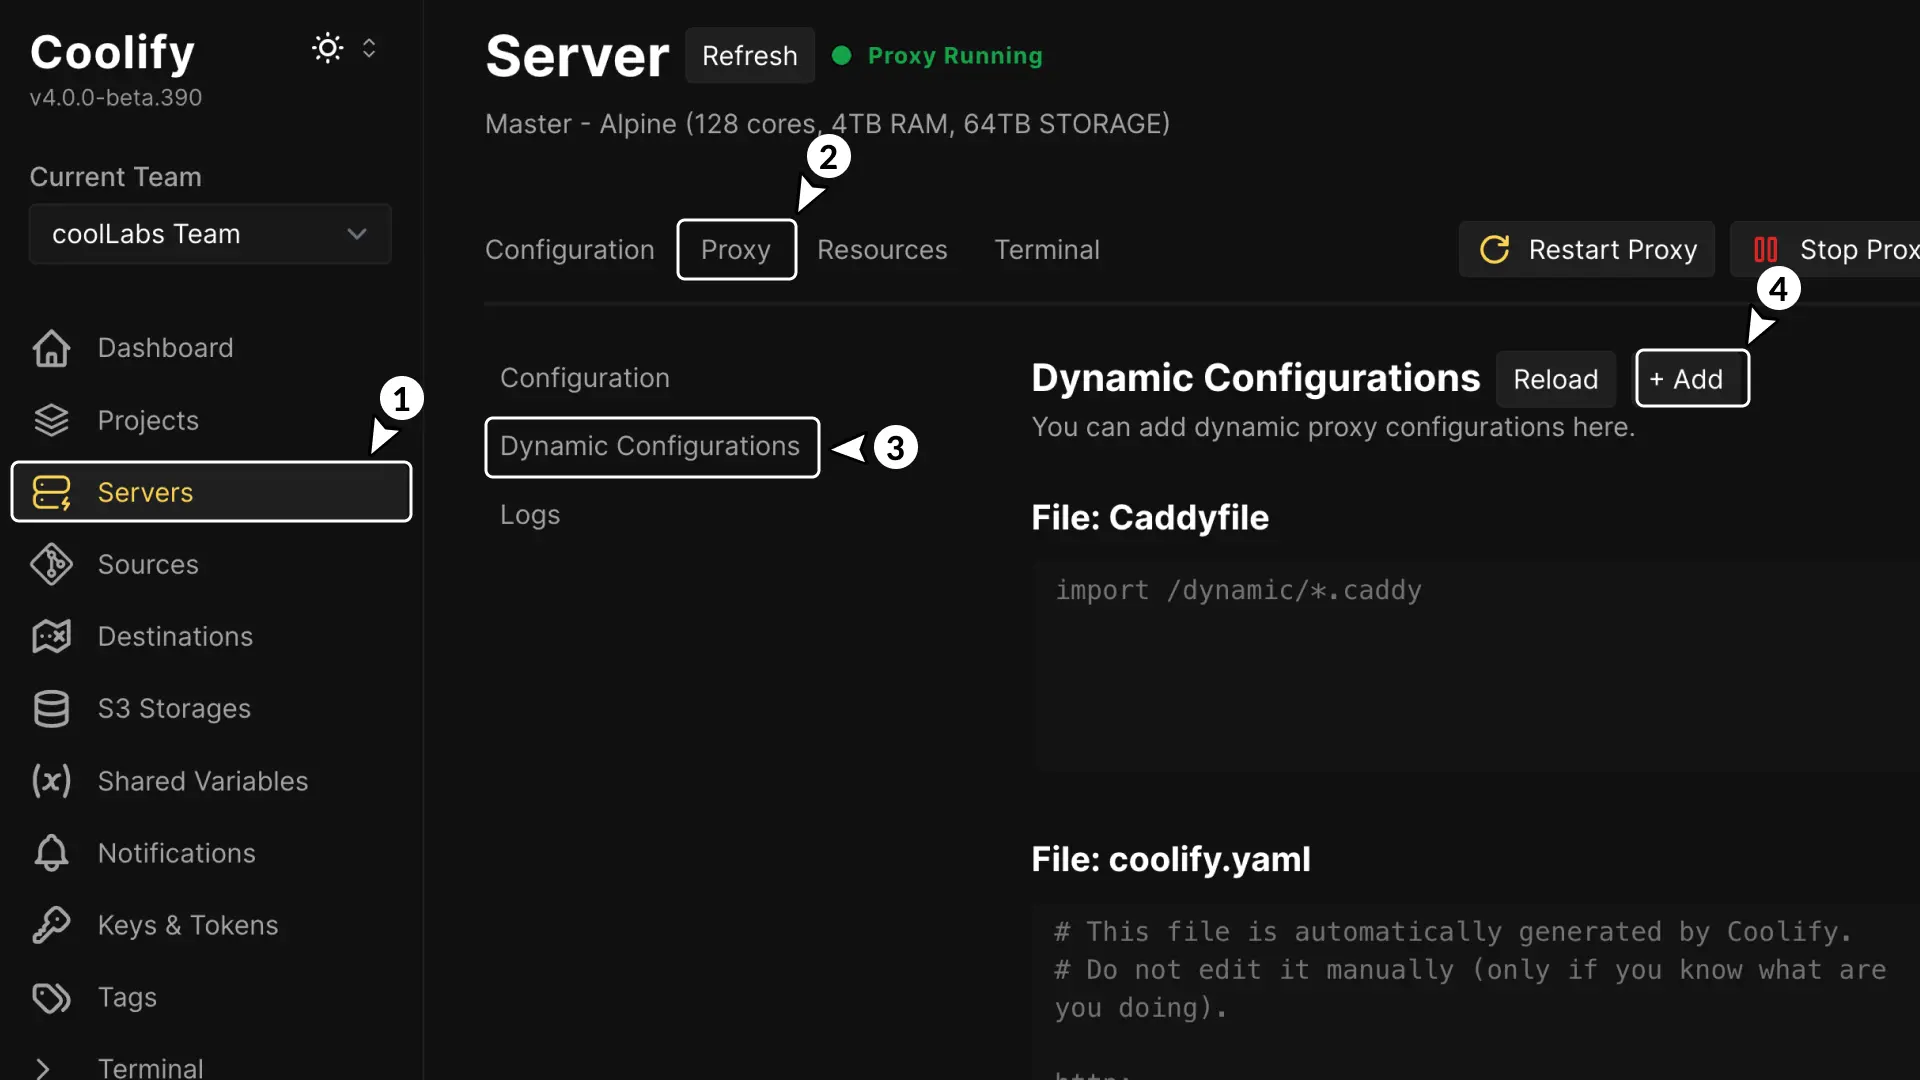 Coolify
v4.0.0-beta.390
Current Team
coolLabs Team
Dashboard
Projects
1
Servers
Sources
Destinations
S3 Storages
Shared Variables
Notifications
Keys & Tokens
Tags
Terminal
Server
Refresh
Proxy Running
Master - Alpine (128 cores, 4TB RAM, 64TB STORAGE)
2
Configuration
Proxy
Resources
Terminal
Restart Proxy
Stop Prox
4
Configuration
Dynamic Configurations
3
Logs
Dynamic Configurations
Reload
+ Add
You can add dynamic proxy configurations here.
File: Caddyfile
import /dynamic/*.caddy
File: coolify.yaml
# This file is automatically generated by Coolify.
# Do not edit it manually (only if you know what are
you doing).